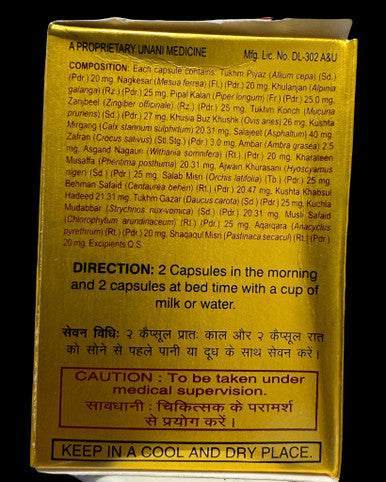 A PROPRIETARY UNANI MEDICINE
Mfg. Lic. No. DL-302 A&U
COMPOSITION: Each capsule contains: Tukhm Piyaz (Allium cepa) (Sd.)
(Pdr.) 20 mg. Nagkesar (Mesua ferrea) (Fl.) (Pdr.) 20 mg. Khulanjan (Alpinia
galanga) (Rz.) (Pdr.) 25 mg. Pipal Kalan (Piper longum) (Fr.) (Pdr.) 25.0 mg.
Zanjbeel (Zingiber officinale) (Rz.) (Pdr.) 25 mg. Tukhm Konch (Mucuna
pruriens) (Sd.) (Pdr.) 27 mg. Khusia Buz Khushk (Ovis aries) 26 mg. Kushta
Mirgang (Calx stannum sulphidum) 20.31 mg. Salajeet (Asphaltum) 40 mg.
Zafran (Crocus sativus) (Sti.Stg.) (Pdr.) 3.0 mg. Ambar (Ambra grasea) 2.5
mg. Asgand Nagauri (Withania somnifera) (Rt.) (Pdr.) 20 mg. Kharateen
Musaffa (Pheritima posthuma) 20.31 mg. Ajwain Khurasani (Hyoscyamus
niger) (Sd.) (Pdr.) 25 mg. Salab Misri (Orchis latifolia) (Tb.) (Pdr.) 25 mg.
Behman Safaid (Centaurea behen) (Rt.) (Pdr.) 20.47 mg. Kushta Khabsul
Hadeed 21.31 mg. Tukhm Gazar (Daucus carota) (Sd.) (Pdr.) 25 mg. Kuchla
Mudabbar (Strychnos nux-vomica) (Sd.) (Pdr.) 20.31 mg. Musli Safaid
(Chlorophytum arundinaceum) (Rt.) (Pdr.) 25 mg. Aqarqara (Anacyclus
pyrethrum) (Rt.) (Pdr.) 20 mg. Shaqaqul Misri (Pastinaca secacul) (Rt.) (Pdr.)
20 mg. Excipients Q.S.
DIRECTION: 2 Capsules in the morning
and 2 capsules at bed time with a cup of
milk or water.
सेवन विधि: २ कैप्सूल प्रातः काल और २ कैप्सूल रात
को सोने से पहले पानी या दूध के साथ सेवन करें।
CAUTION : To be taken under
medical supervision.
सावधानी : चिकित्सक के परामर्श
से प्रयोग करें।
KEEP IN A COOL AND DRY PLACE.